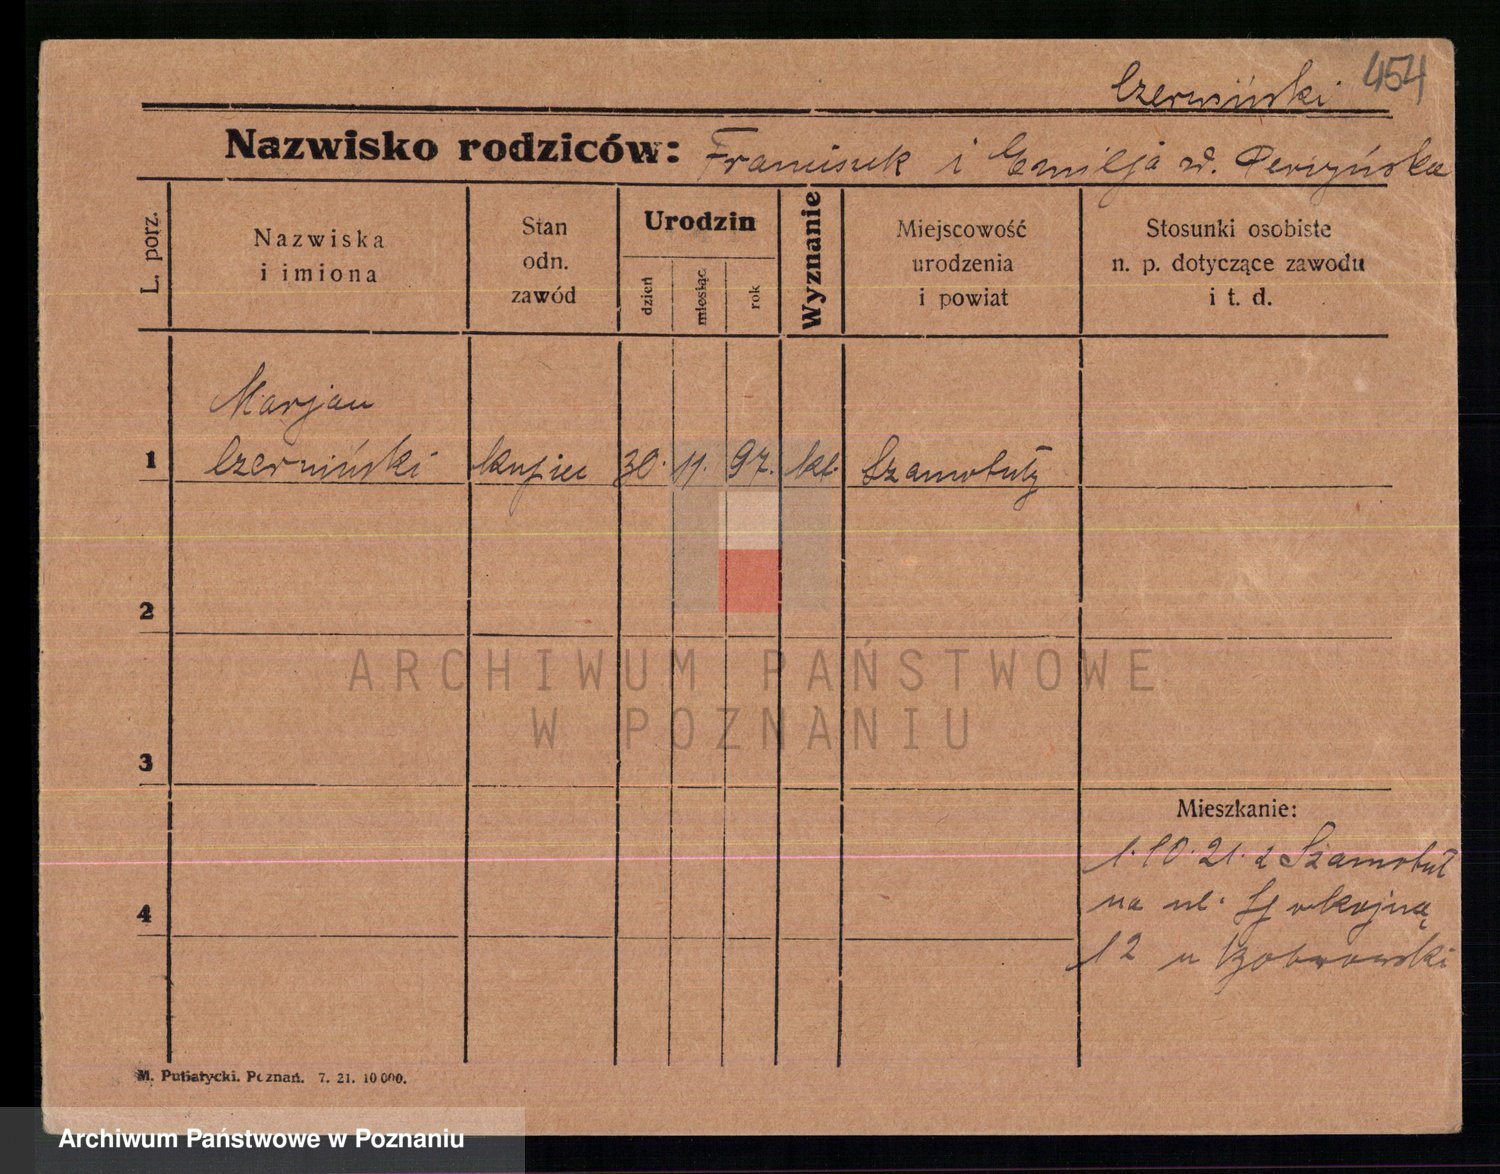 Czerwiński 454
Nazwisko rodziców: Franciszek i Emilja
L. porz.
Nazwiska
i imiona
Stan
odn.
zawód
Urodzin
dzień
miesiąc
rok
Wyznanie
Miejscowość
urodzenia
i powiat
Stosunki osobiste
n. p. dotyczące zawodu
i t. d.
Marjan
1 Czerwiński kupiec 30. 11. 97. kt. Szamotuły
2
ARCHIWUM PAŃSTWOWE
W POZNANIU
3
Mieszkanie:
1.10.21. z Szamotuł
na ul.
4
12 u
M. Putiatycki. Poznań. 7. 21. 10 000.
Archiwum Państwowe w Poznaniu